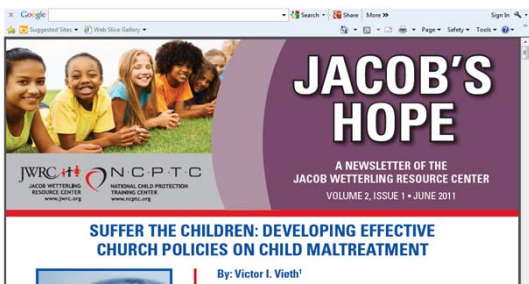 x Google Search Share More >> Sign In
Suggested Sites Web Slice Gallery Page Safety Tools
JACOB'S
HOPE
A NEWSLETTER OF THE
JACOB WETTERLING RESOURCE CENTER
VOLUME 2, ISSUE 1 • JUNE 2011
JWRC
JACOB WETTERLING
RESOURCE CENTER
www.jwrc.org
N·C·P·T·C
NATIONAL CHILD PROTECTION
TRAINING CENTER
www.ncptc.org
SUFFER THE CHILDREN: DEVELOPING EFFECTIVE
CHURCH POLICIES ON CHILD MALTREATMENT
By: Victor I. Vieth¹